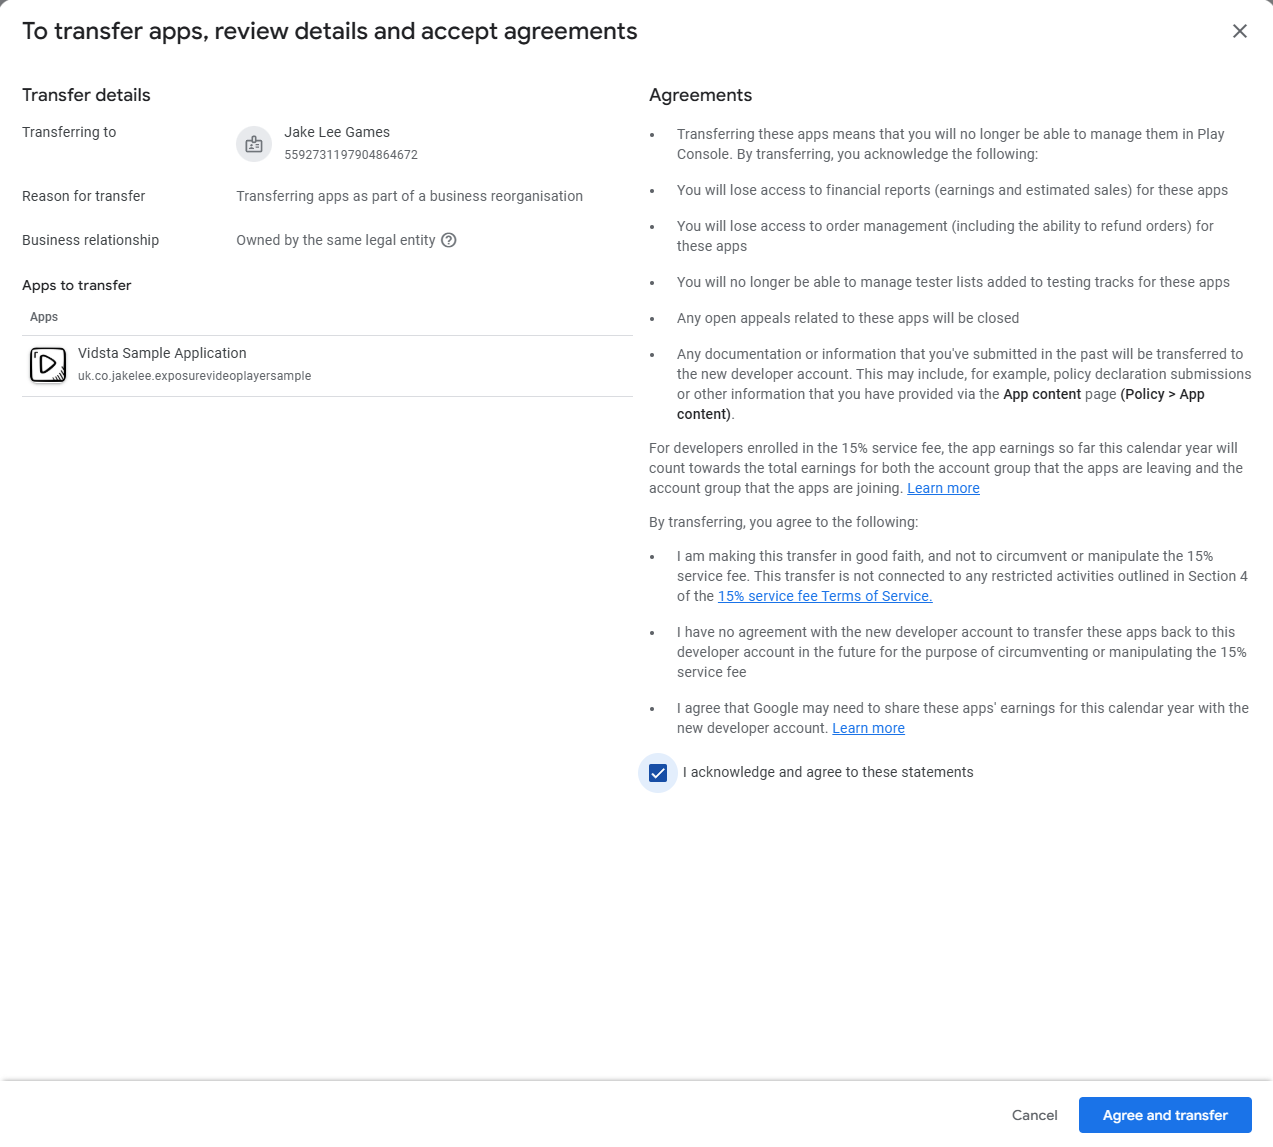 To transfer apps, review details and accept agreements
Transfer details
Transferring to
Jake Lee Games
5592731197904864672
Reason for transfer
Transferring apps as part of a business reorganisation
Business relationship
Owned by the same legal entity
Apps to transfer
Apps
Vidsta Sample Application
uk.co.jakelee.exposurevideoplayersample
Agreements
• Transferring these apps means that you will no longer be able to manage them in Play
Console. By transferring, you acknowledge the following:
• You will lose access to financial reports (earnings and estimated sales) for these apps
• You will lose access to order management (including the ability to refund orders) for
these apps
• You will no longer be able to manage tester lists added to testing tracks for these apps
• Any open appeals related to these apps will be closed
• Any documentation or information that you've submitted in the past will be transferred to
the new developer account. This may include, for example, policy declaration submissions
or other information that you have provided via the App content page (Policy > App
content).
For developers enrolled in the 15% service fee, the app earnings so far this calendar year will
count towards the total earnings for both the account group that the apps are leaving and the
account group that the apps are joining. Learn more
By transferring, you agree to the following:
• I am making this transfer in good faith, and not to circumvent or manipulate the 15%
service fee. This transfer is not connected to any restricted activities outlined in Section 4
of the 15% service fee Terms of Service.
• I have no agreement with the new developer account to transfer these apps back to this
developer account in the future for the purpose of circumventing or manipulating the 15%
service fee
• I agree that Google may need to share these apps' earnings for this calendar year with the
new developer account. Learn more
I acknowledge and agree to these statements
Cancel
Agree and transfer